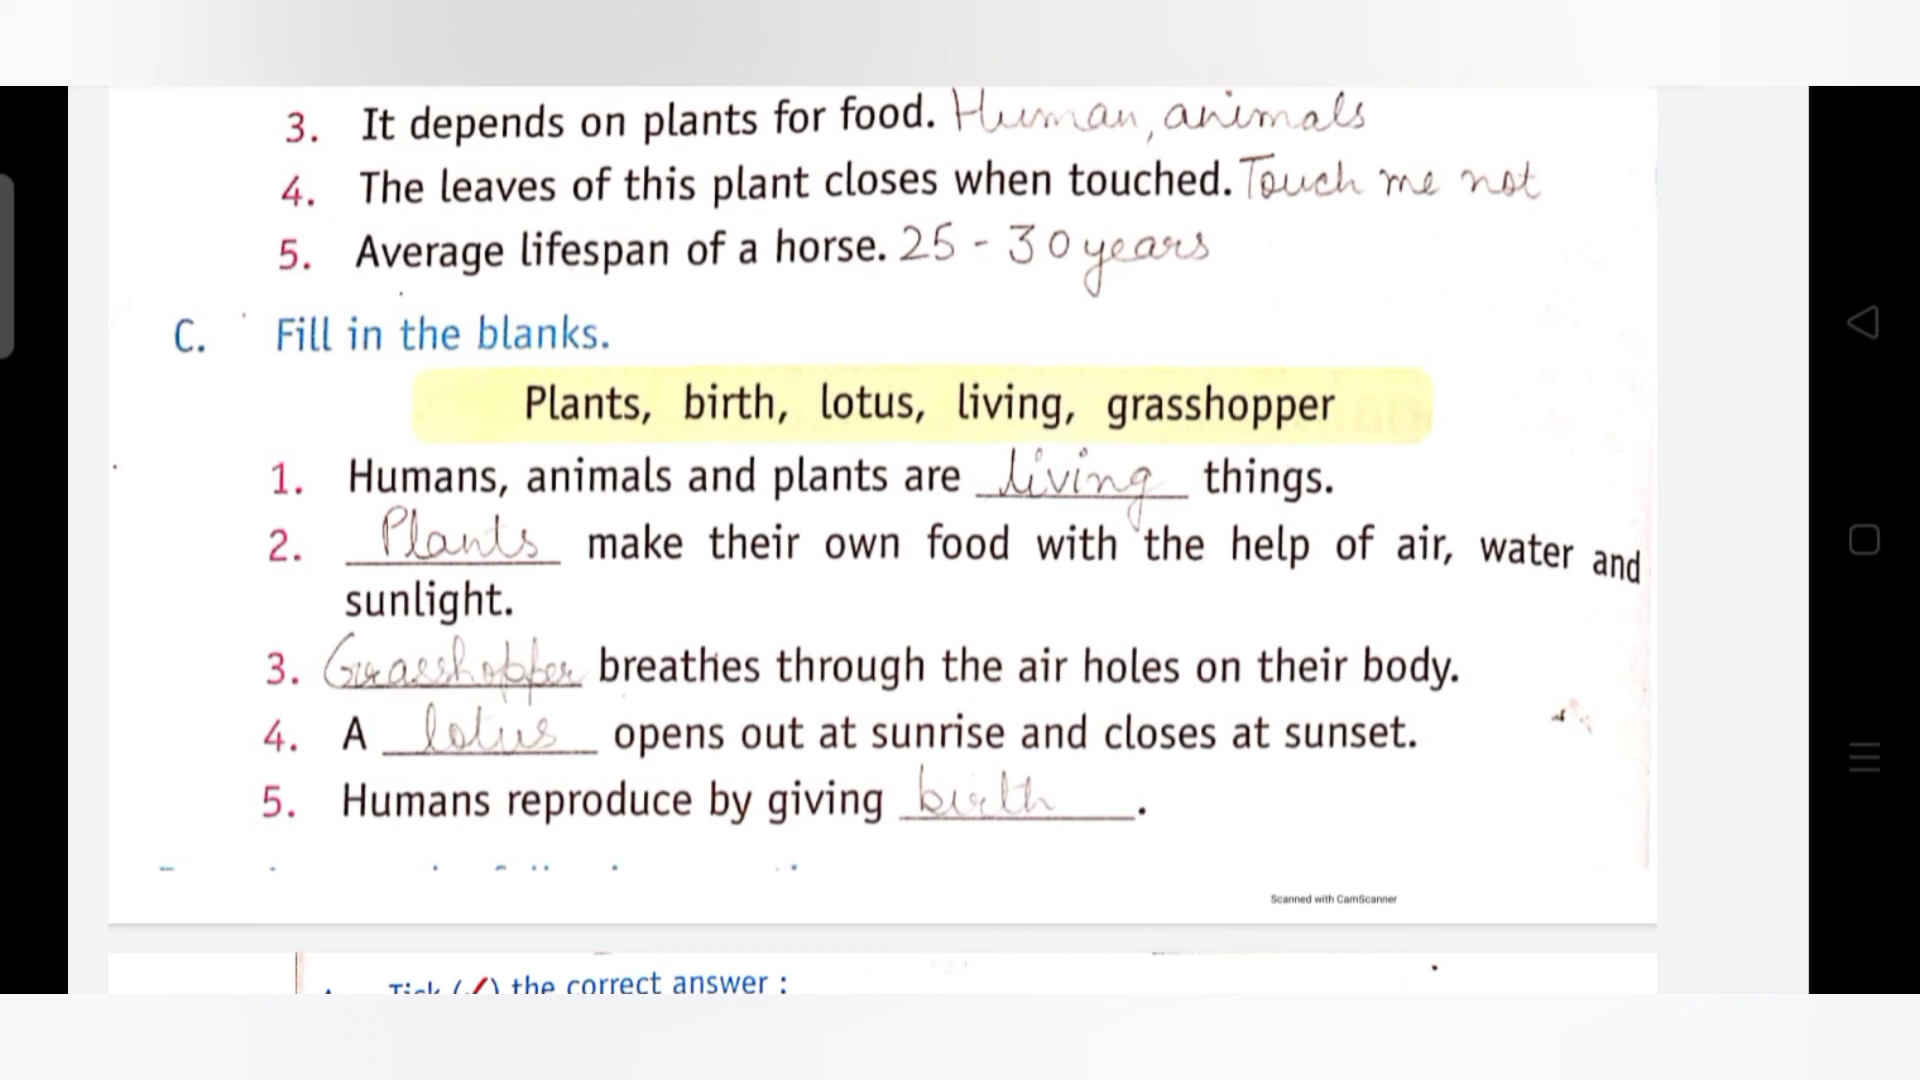 3. It depends on plants for food. Human, animals
4. The leaves of this plant closes when touched. Touch me not
5. Average lifespan of a horse. 25 - 30 years
C. Fill in the blanks.
Plants, birth, lotus, living, grasshopper
1. Humans, animals and plants are living things.
2. Plants make their own food with the help of air, water and
sunlight.
3. Grasshopper breathes through the air holes on their body.
4. A lotus opens out at sunrise and closes at sunset.
5. Humans reproduce by giving birth.
Scanned with CamScanner
Tick (✓) the correct answer :